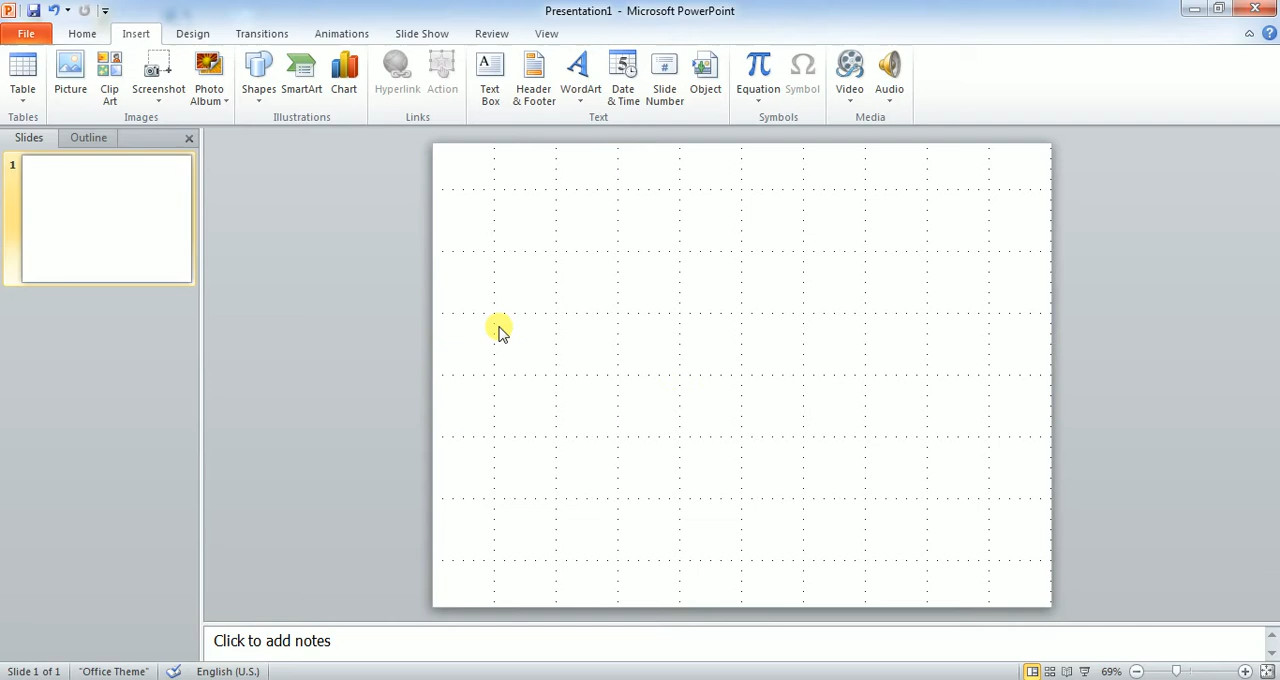 Presentation1 - Microsoft PowerPoint
File Home Insert Design Transitions Animations Slide Show Review View
Table Picture Clip Art Screenshot Photo Album Shapes SmartArt Chart Hyperlink Action Text Box Header & Footer WordArt Date & Time Slide Number Object Equation Symbol Video Audio
Tables Images Illustrations Links Text Symbols Media
Slides Outline
1
Click to add notes
Slide 1 of 1 "Office Theme" English (U.S.) 69%